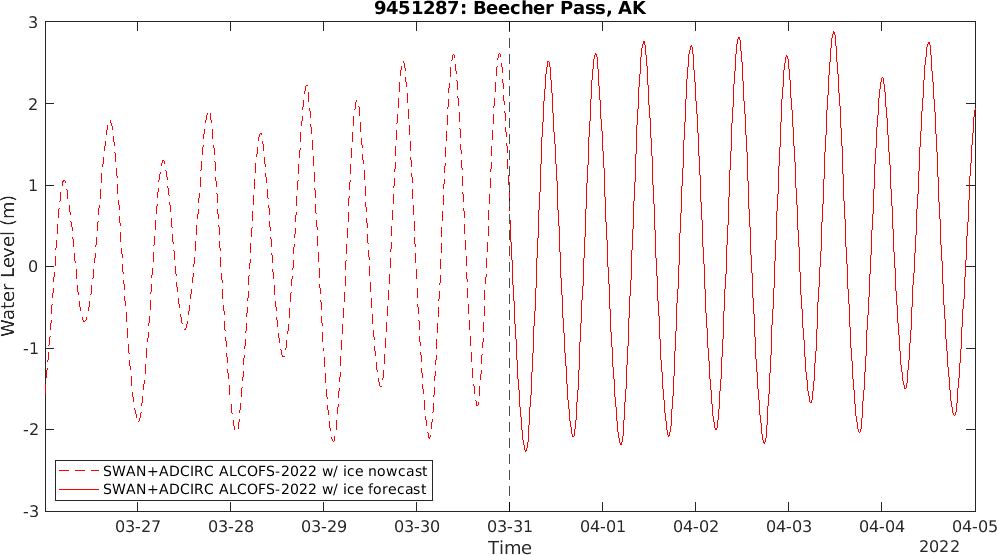 9451287: Beecher Pass, AK
3
2
1
0
-1
-2
-3
Water Level (m)
SWAN+ADCIRC ALCOFS-2022 w/ ice nowcast
SWAN+ADCIRC ALCOFS-2022 w/ ice forecast
03-27 03-28 03-29 03-30 03-31 04-01 04-02 04-03 04-04 04-05
Time
2022